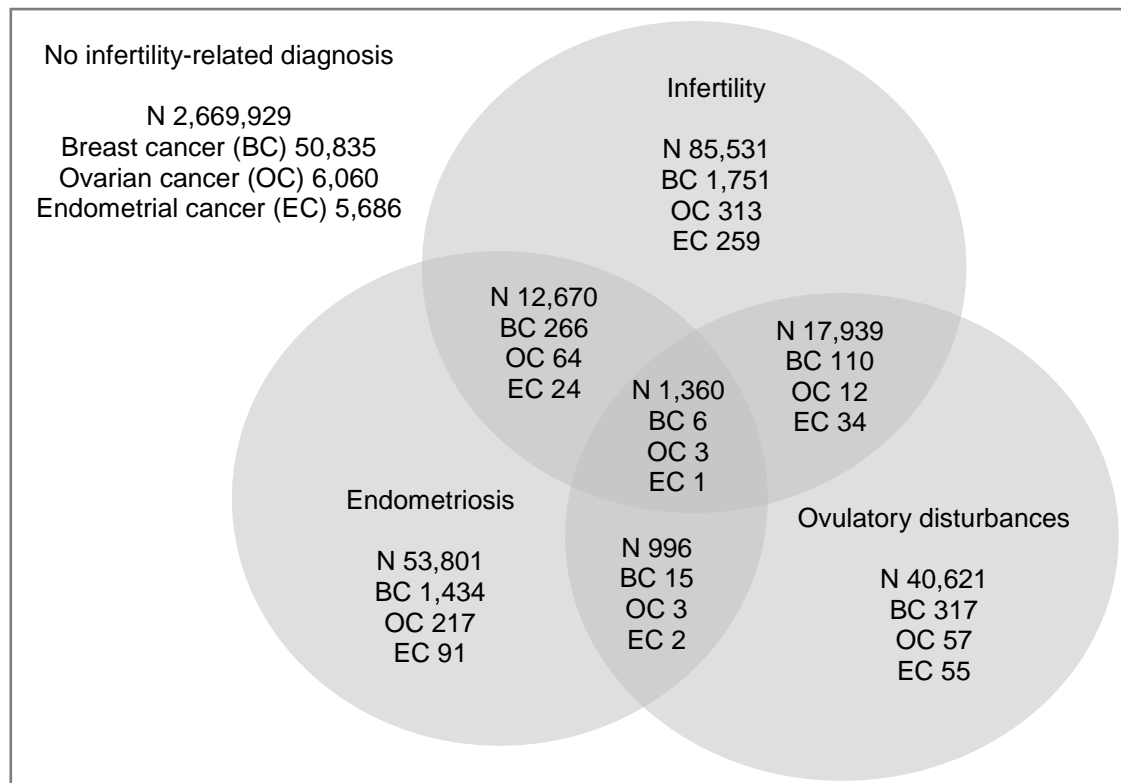 No infertility-related diagnosis
N 2,669,929
Breast cancer (BC) 50,835
Ovarian cancer (OC) 6,060
Endometrial cancer (EC) 5,686
Infertility
N 85,531
BC 1,751
OC 313
EC 259
N 12,670
BC 266
OC 64
EC 24
N 17,939
BC 110
OC 12
EC 34
N 1,360
BC 6
OC 3
EC 1
Endometriosis
N 53,801
BC 1,434
OC 217
EC 91
N 996
BC 15
OC 3
EC 2
Ovulatory disturbances
N 40,621
BC 317
OC 57
EC 55